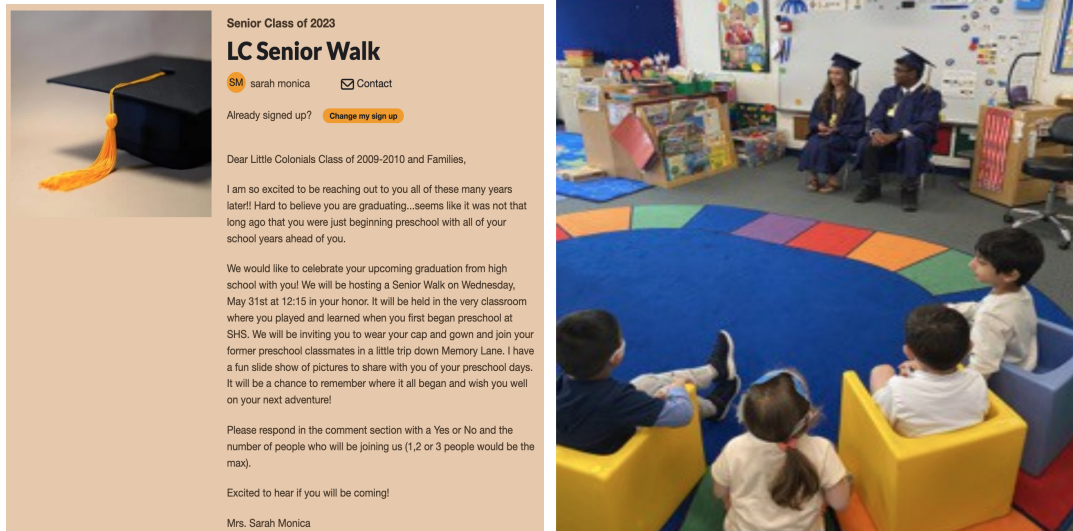 Senior Class of 2023
LC Senior Walk
SM sarah monica Contact
Already signed up? Change my sign up
Dear Little Colonials Class of 2009-2010 and Families,
I am so excited to be reaching out to you all of these many years
later!! Hard to believe you are graduating...seems like it was not that
long ago that you were just beginning preschool with all of your
school years ahead of you.
We would like to celebrate your upcoming graduation from high
school with you! We will be hosting a Senior Walk on Wednesday,
May 31st at 12:15 in your honor. It will be held in the very classroom
where you played and learned when you first began preschool at
SHS. We will be inviting you to wear your cap and gown and join your
former preschool classmates in a little trip down Memory Lane. I have
a fun slide show of pictures to share with you of your preschool days.
It will be a chance to remember where it all began and wish you well
on your next adventure!
Please respond in the comment section with a Yes or No and the
number of people who will be joining us (1,2 or 3 people would be the
max).
Excited to hear if you will be coming!
Mrs. Sarah Monica